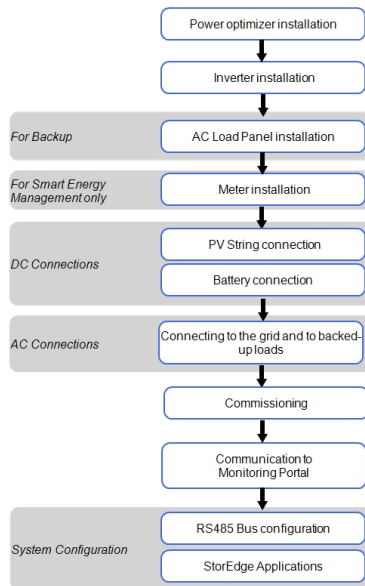 Power optimizer installation
Inverter installation
For Backup
AC Load Panel installation
For Smart Energy
Management only
Meter installation
DC Connections
PV String connection
Battery connection
AC Connections
Connecting to the grid and to backed-
up loads
Commissioning
Communication to
Monitoring Portal
System Configuration
RS485 Bus configuration
StorEdge Applications